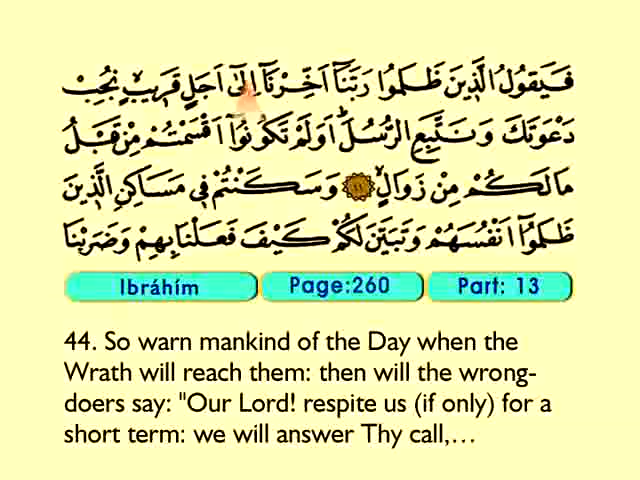 فَيَقُولُ الَّذِينَ ظَلَمُوا رَبَّنَا أَخِّرْنَا إِلَىٰ أَجَلٍ قَرِيبٍ نُجِبْ
دَعْوَتَكَ وَنَتَّبِعِ الرُّسُلَ أَوَلَمْ تَكُونُوا أَقْسَمْتُمْ مِنْ قَبْلُ
مَا لَكُمْ مِنْ زَوَالٍ ٤٤ وَسَكَنْتُمْ فِي مَسَاكِنِ الَّذِينَ
ظَلَمُوا أَنْفُسَهُمْ وَتَبَيَّنَ لَكُمْ كَيْفَ فَعَلْنَا بِهِمْ وَضَرَبْنَا
Ibráhím Page:260 Part: 13
44. So warn mankind of the Day when the
Wrath will reach them: then will the wrong-
doers say: "Our Lord! respite us (if only) for a
short term: we will answer Thy call,…